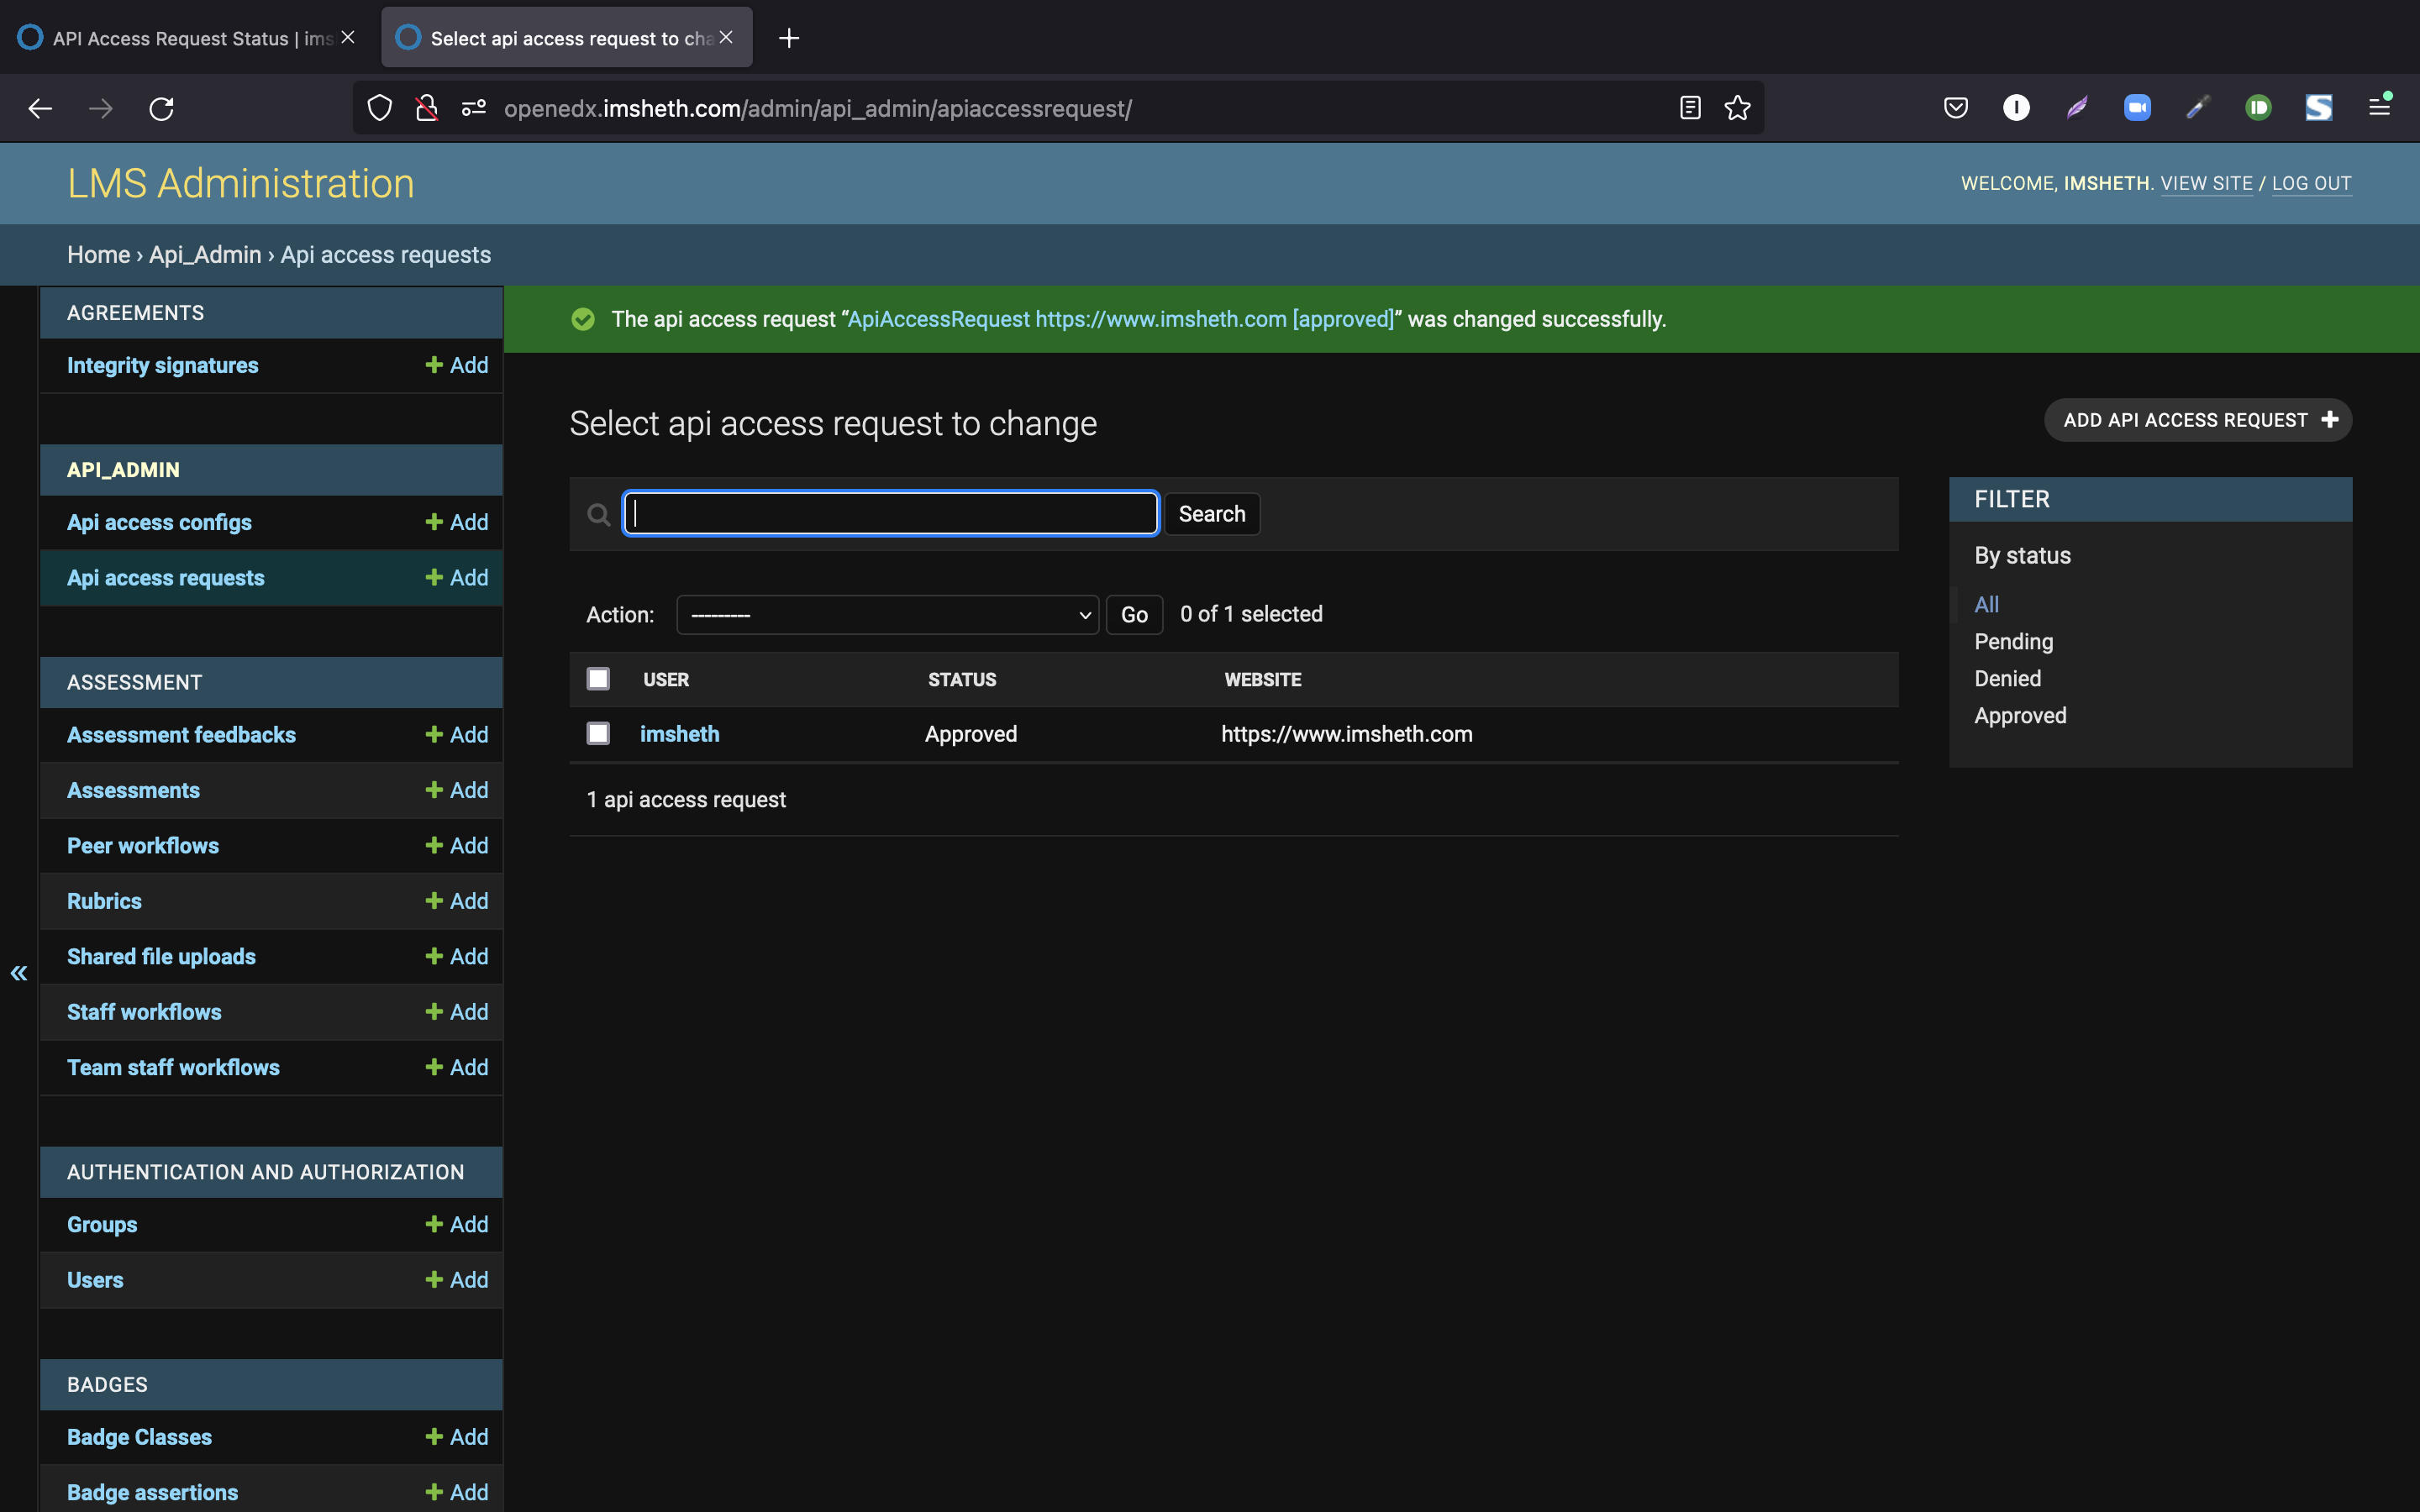 API Access Request Status | ims
Select api access request to cha
openedx.imsheth.com/admin/api_admin/apiaccessrequest/
LMS Administration
WELCOME, IMSHETH. VIEW SITE / LOG OUT
Home › Api_Admin › Api access requests
AGREEMENTS
Integrity signatures + Add
API_ADMIN
Api access configs + Add
Api access requests + Add
ASSESSMENT
Assessment feedbacks + Add
Assessments + Add
Peer workflows + Add
Rubrics + Add
Shared file uploads + Add
Staff workflows + Add
Team staff workflows + Add
AUTHENTICATION AND AUTHORIZATION
Groups + Add
Users + Add
BADGES
Badge Classes + Add
Badge assertions + Add
«
The api access request “ApiAccessRequest https://www.imsheth.com [approved]” was changed successfully.
Select api access request to change
ADD API ACCESS REQUEST +
Search
Action: --------- Go 0 of 1 selected
USER STATUS WEBSITE
imsheth Approved https://www.imsheth.com
1 api access request
FILTER
By status
All
Pending
Denied
Approved